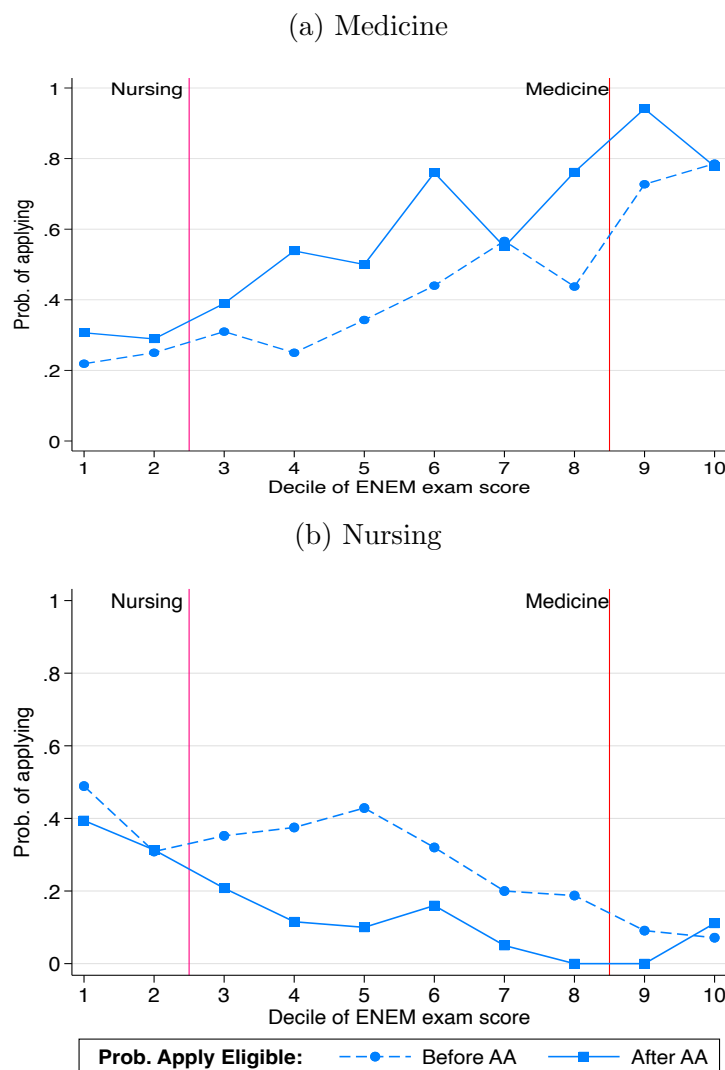 (a) Medicine
Nursing Medicine
1
.8
.6
.4
.2
0
Prob. of applying
1 2 3 4 5 6 7 8 9 10
Decile of ENEM exam score
(b) Nursing
Nursing Medicine
1
.8
.6
.4
.2
0
Prob. of applying
1 2 3 4 5 6 7 8 9 10
Decile of ENEM exam score
Prob. Apply Eligible: Before AA After AA